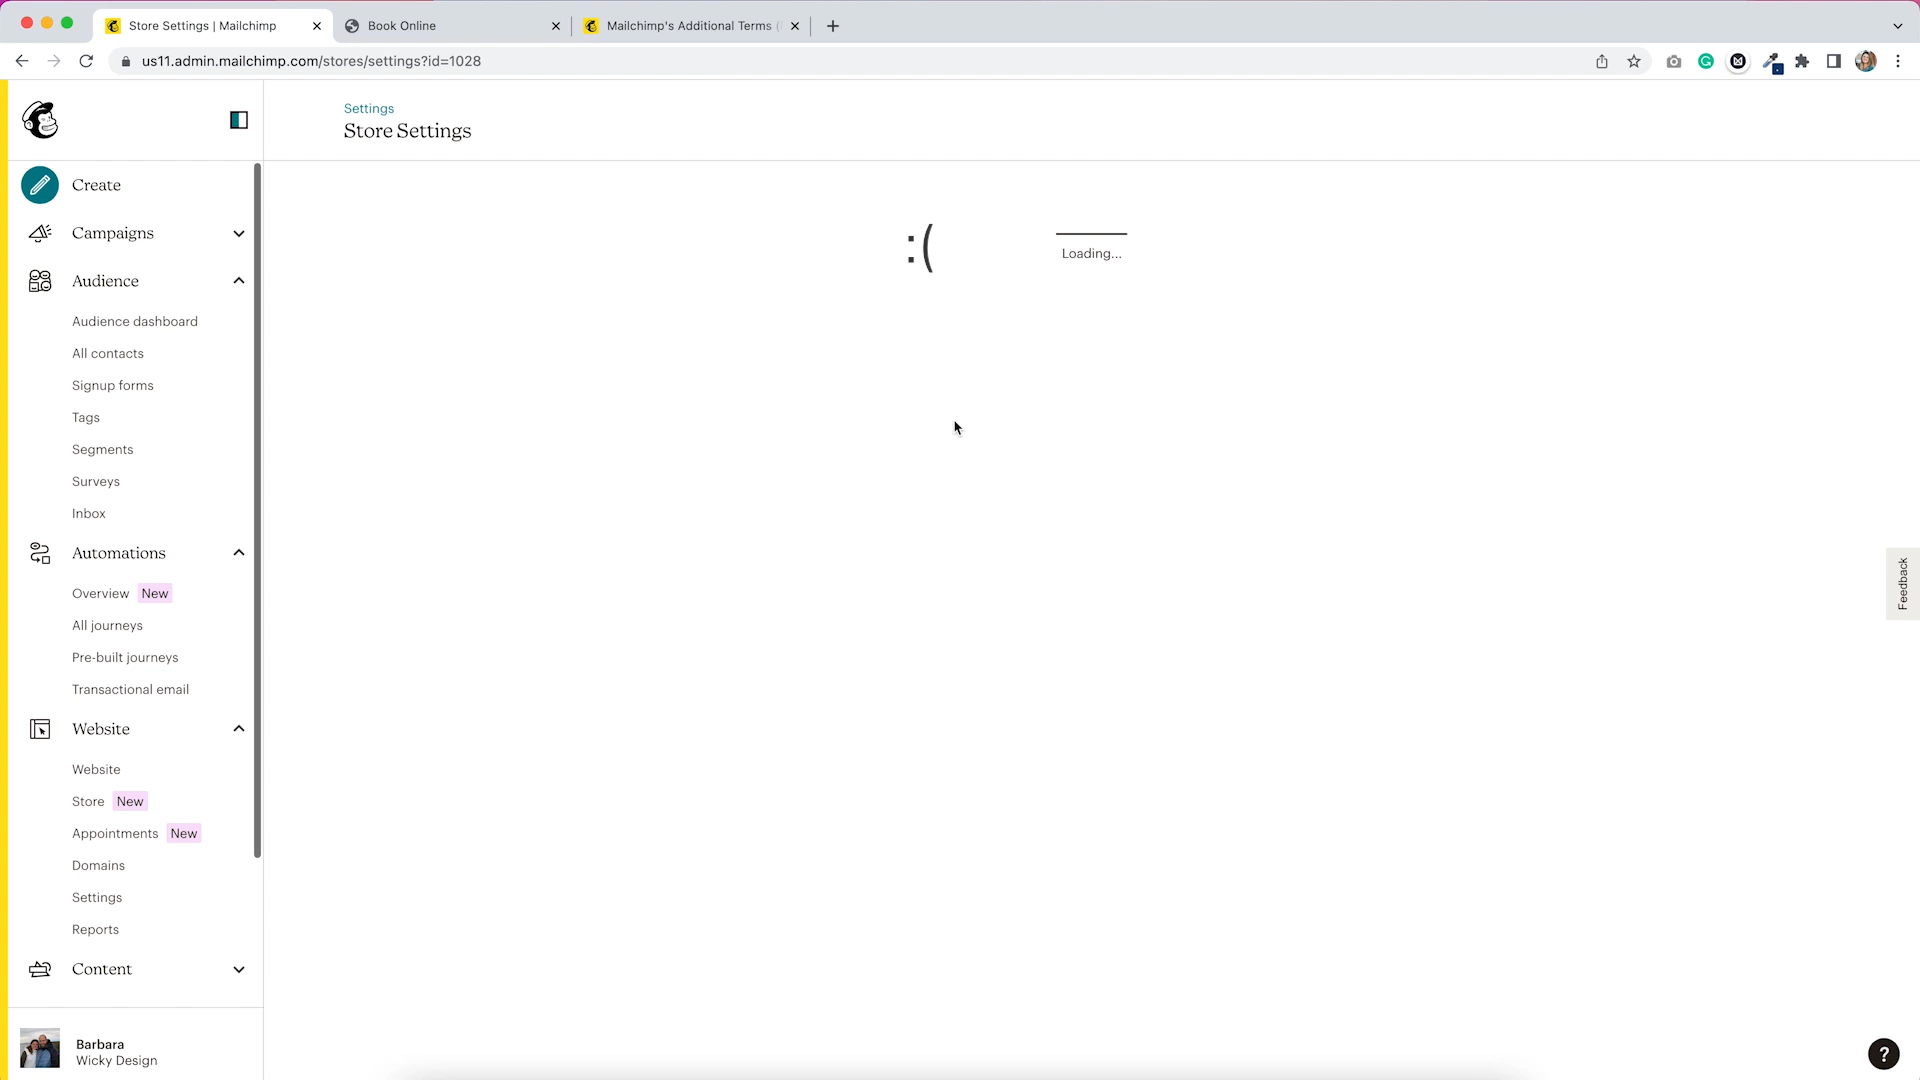 Store Settings | Mailchimp
Book Online
Mailchimp's Additional Terms (
us11.admin.mailchimp.com/stores/settings?id=1028
Settings
Store Settings
Create
Campaigns
Audience
Audience dashboard
All contacts
Signup forms
Tags
Segments
Surveys
Inbox
Automations
Overview New
All journeys
Pre-built journeys
Transactional email
Website
Website
Store New
Appointments New
Domains
Settings
Reports
Content
Barbara
Wicky Design
:(
Loading...
Feedback
?